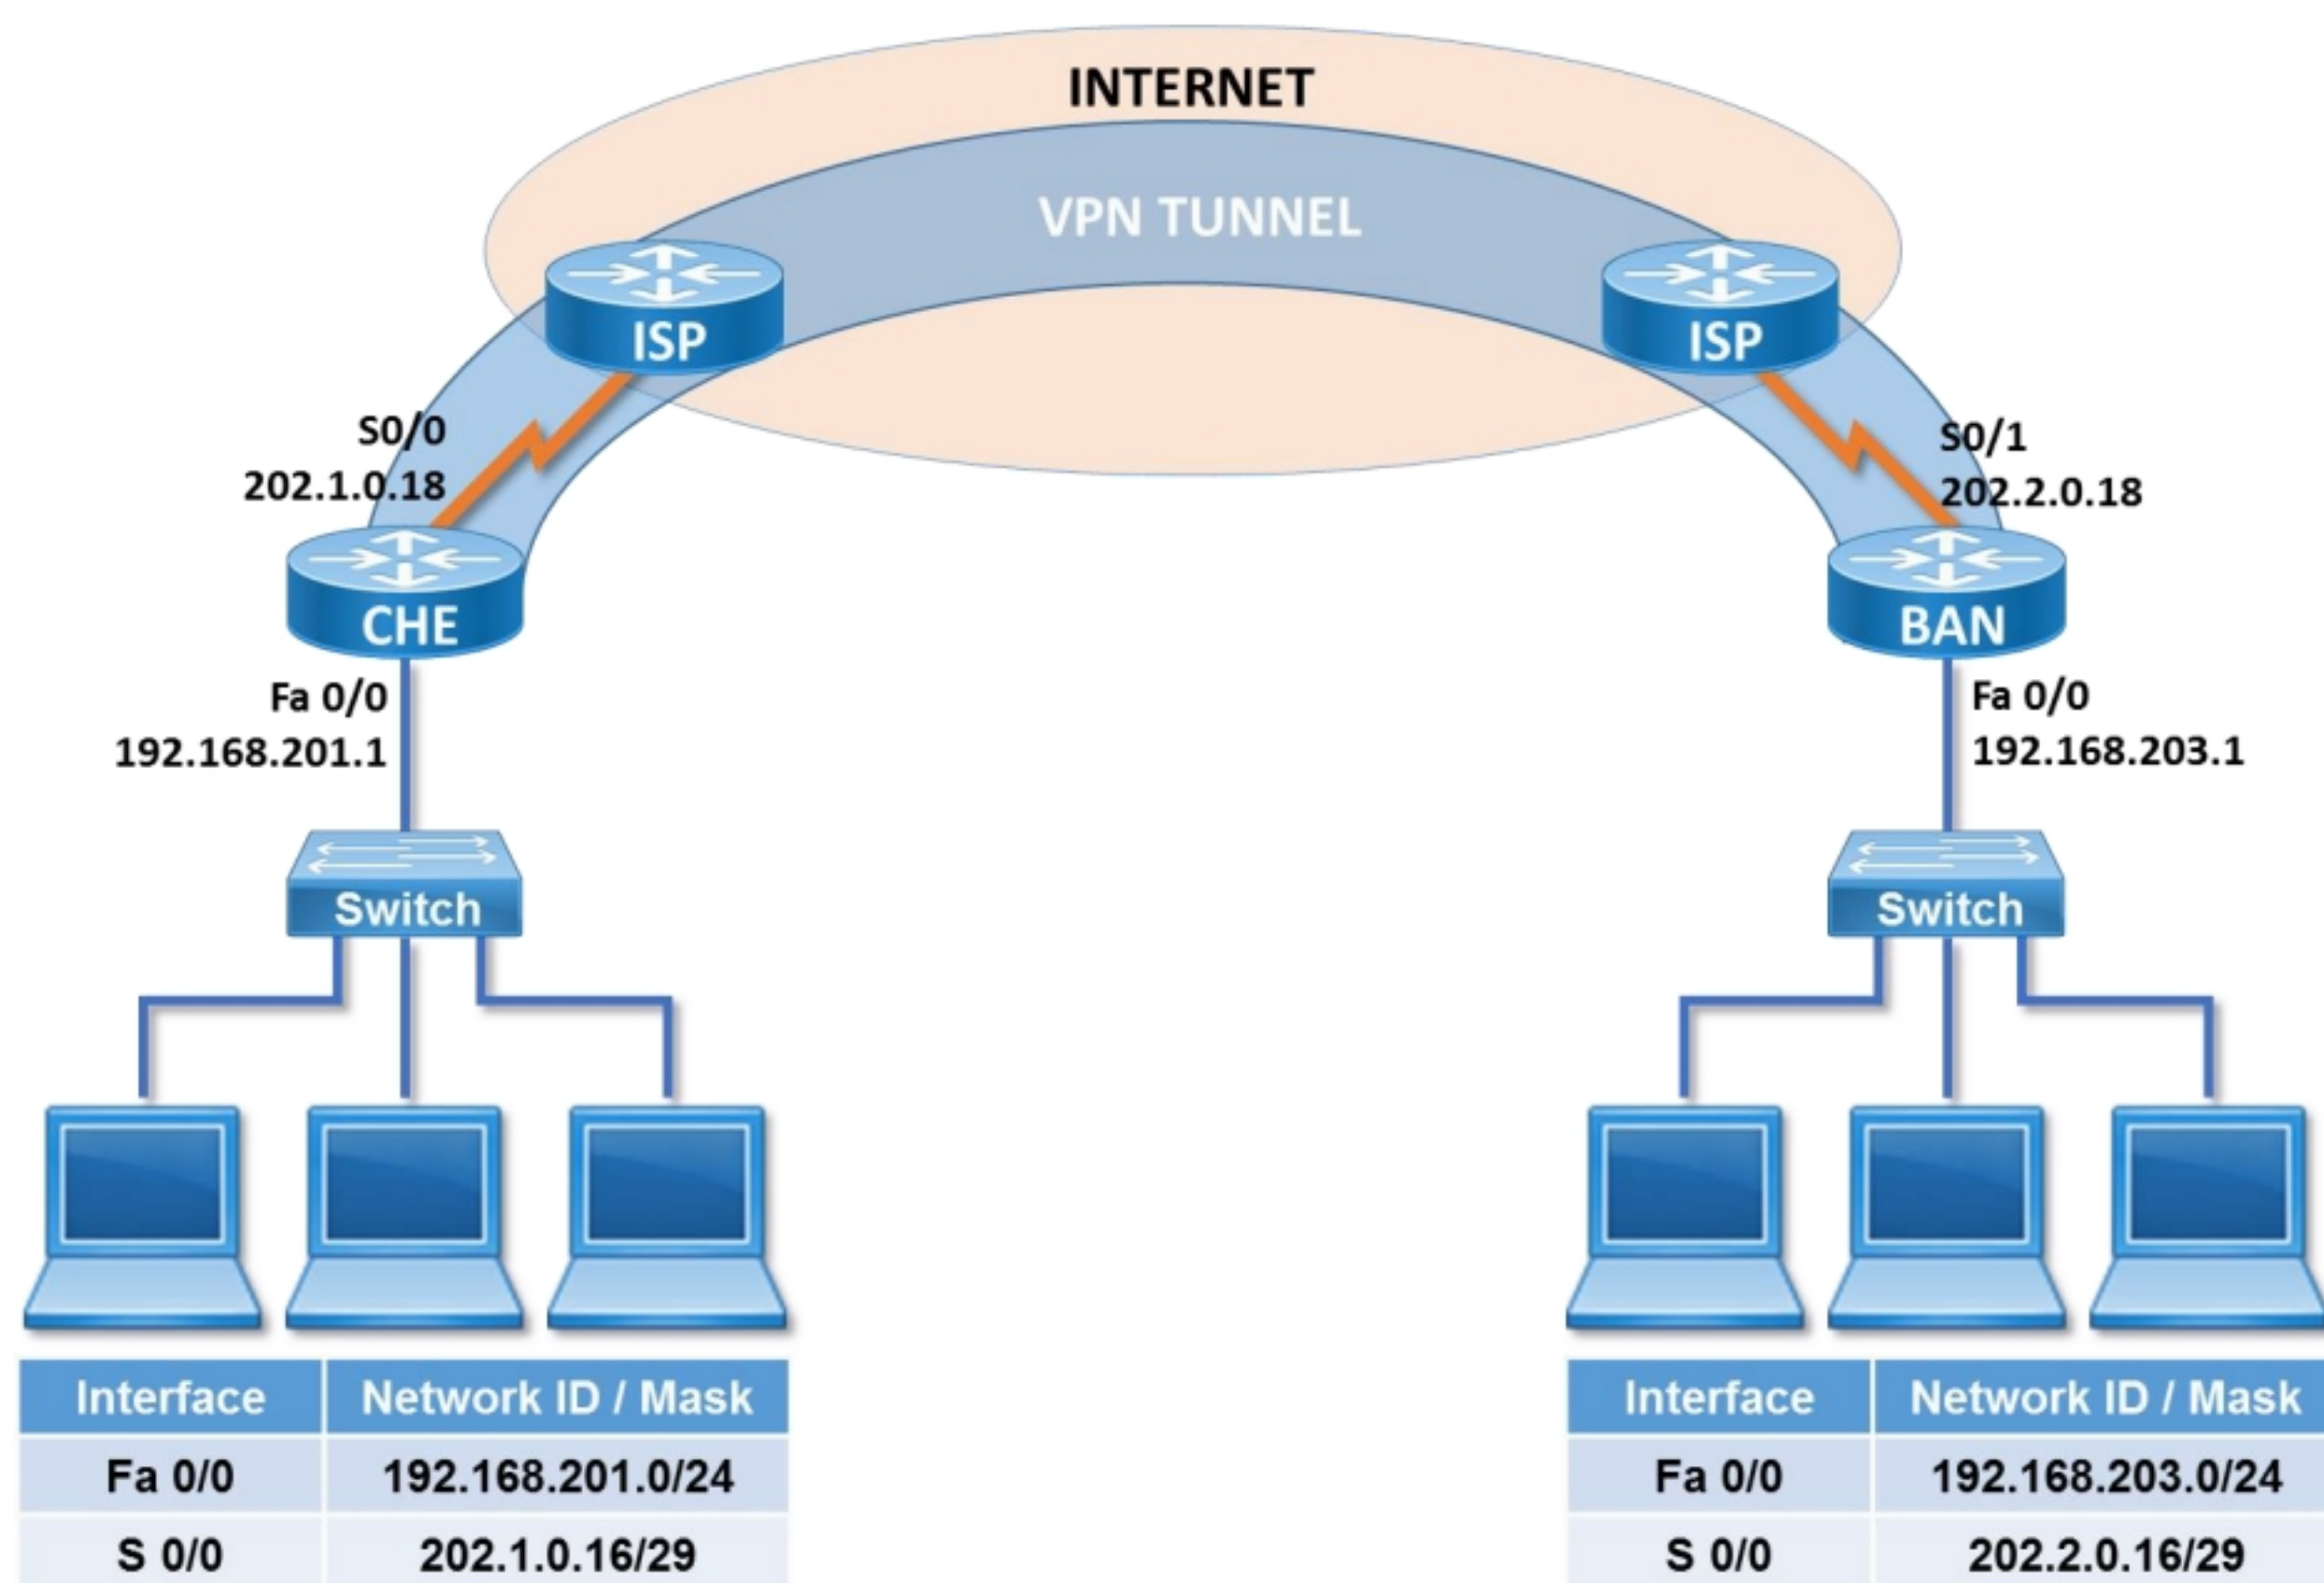 INTERNET
VPN TUNNEL
ISP
ISP
S0/0
202.1.0.18
S0/1
202.2.0.18
CHE
BAN
Fa 0/0
192.168.201.1
Fa 0/0
192.168.203.1
Switch
Switch
Interface Network ID / Mask
Fa 0/0 192.168.201.0/24
S 0/0 202.1.0.16/29
Interface Network ID / Mask
Fa 0/0 192.168.203.0/24
S 0/0 202.2.0.16/29